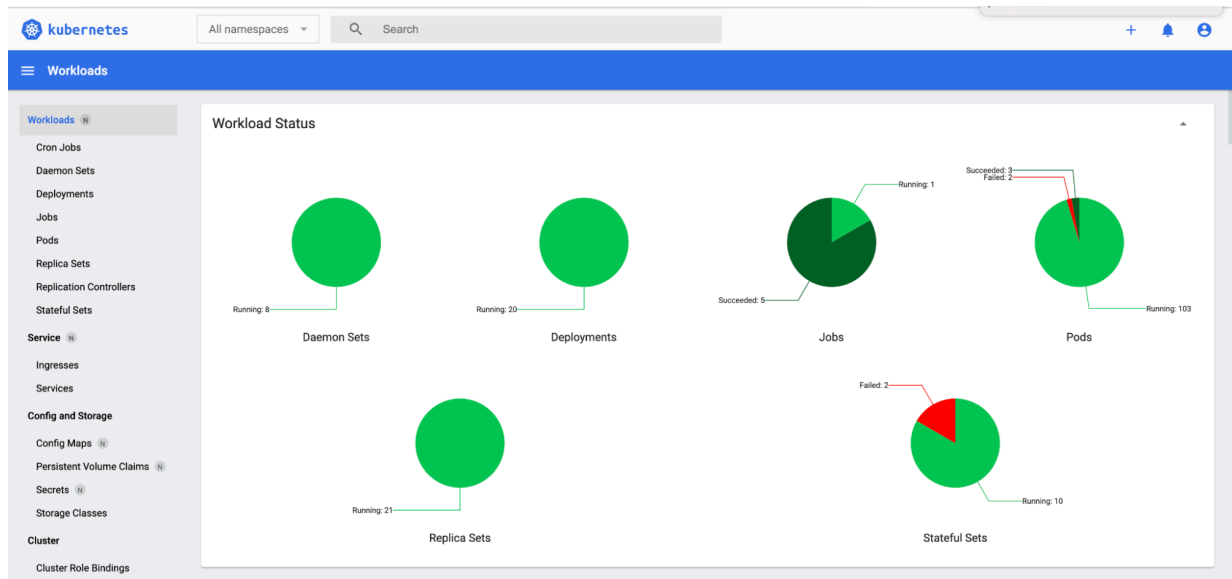 kubernetes
All namespaces
Search
Workloads
Workloads N
Cron Jobs
Daemon Sets
Deployments
Jobs
Pods
Replica Sets
Replication Controllers
Stateful Sets
Service N
Ingresses
Services
Config and Storage
Config Maps N
Persistent Volume Claims N
Secrets N
Storage Classes
Cluster
Cluster Role Bindings
Workload Status
Running: 8
Daemon Sets
Running: 20
Deployments
Running: 1
Succeeded: 5
Jobs
Succeeded: 3
Failed: 2
Running: 103
Pods
Running: 21
Replica Sets
Failed: 2
Running: 10
Stateful Sets